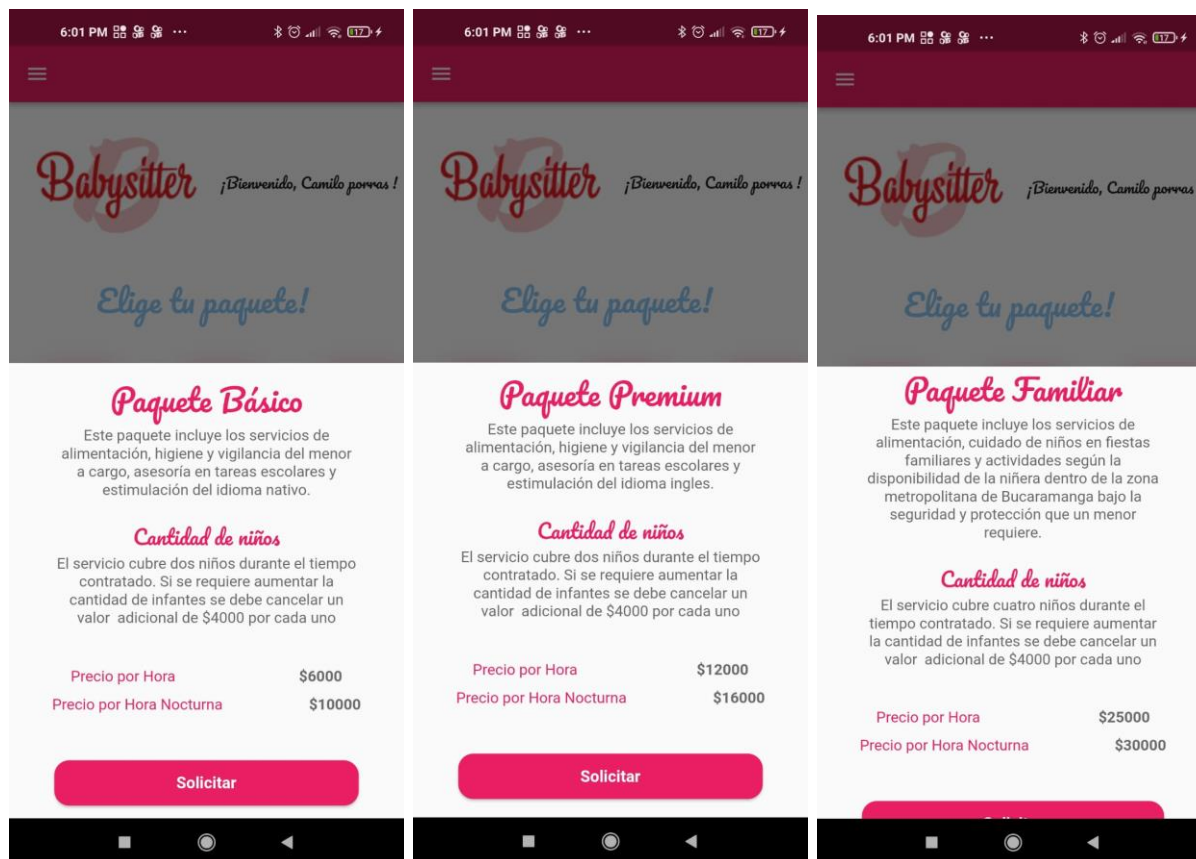 6:01 PM
17
Babysitter
¡Bienvenido, Camilo porras !
Elige tu paquete!
Paquete Básico
Este paquete incluye los servicios de
alimentación, higiene y vigilancia del menor
a cargo, asesoría en tareas escolares y
estimulación del idioma nativo.
Cantidad de niños
El servicio cubre dos niños durante el tiempo
contratado. Si se requiere aumentar la
cantidad de infantes se debe cancelar un
valor adicional de $4000 por cada uno
Precio por Hora $6000
Precio por Hora Nocturna $10000
Solicitar
6:01 PM
17
Babysitter
¡Bienvenido, Camilo porras !
Elige tu paquete!
Paquete Premium
Este paquete incluye los servicios de
alimentación, higiene y vigilancia del menor
a cargo, asesoría en tareas escolares y
estimulación del idioma ingles.
Cantidad de niños
El servicio cubre dos niños durante el tiempo
contratado. Si se requiere aumentar la
cantidad de infantes se debe cancelar un
valor adicional de $4000 por cada uno
Precio por Hora $12000
Precio por Hora Nocturna $16000
Solicitar
6:01 PM
17
Babysitter
¡Bienvenido, Camilo porras
Elige tu paquete!
Paquete Familiar
Este paquete incluye los servicios de
alimentación, cuidado de niños en fiestas
familiares y actividades según la
disponibilidad de la niñera dentro de la zona
metropolitana de Bucaramanga bajo la
seguridad y protección que un menor
requiere.
Cantidad de niños
El servicio cubre cuatro niños durante el
tiempo contratado. Si se requiere aumentar
la cantidad de infantes se debe cancelar un
valor adicional de $4000 por cada uno
Precio por Hora $25000
Precio por Hora Nocturna $30000